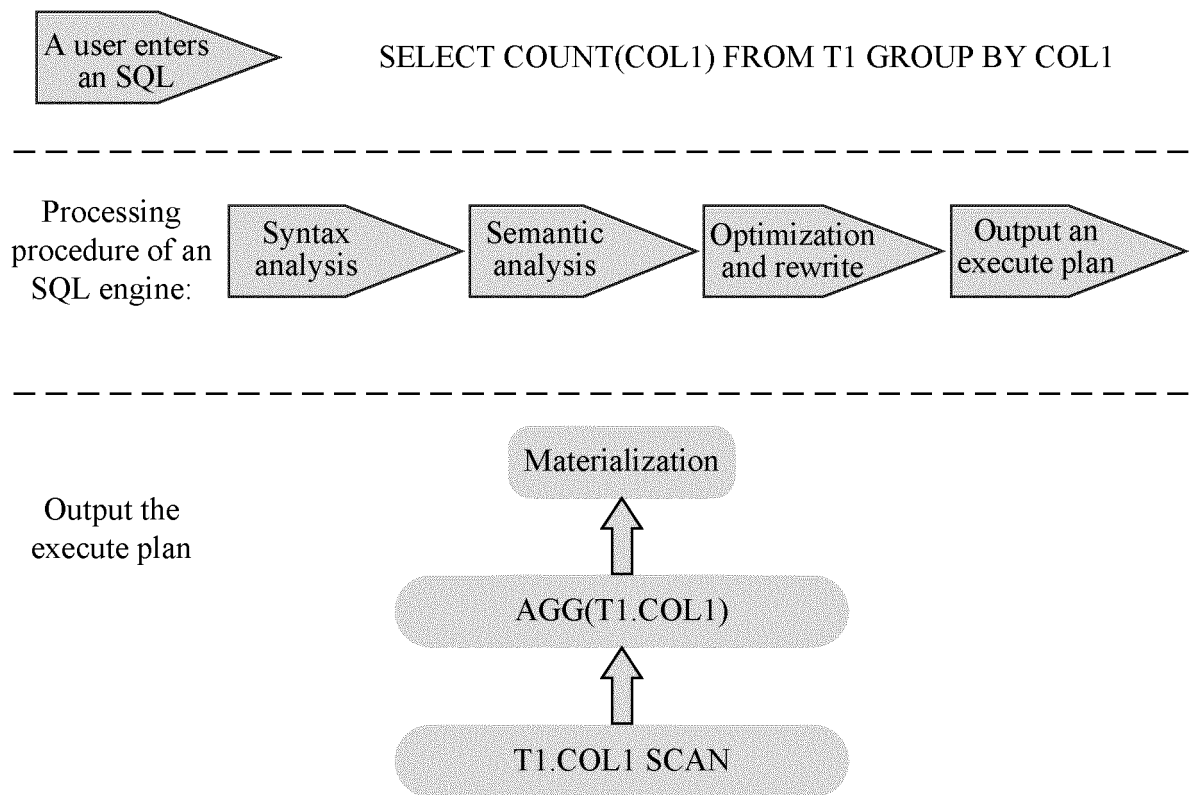 A user enters
an SQL
SELECT COUNT(COL1) FROM T1 GROUP BY COL1
Processing
procedure of an
SQL engine:
Syntax
analysis
Semantic
analysis
Optimization
and rewrite
Output an
execute plan
Output the
execute plan
Materialization
AGG(T1.COL1)
T1.COL1 SCAN